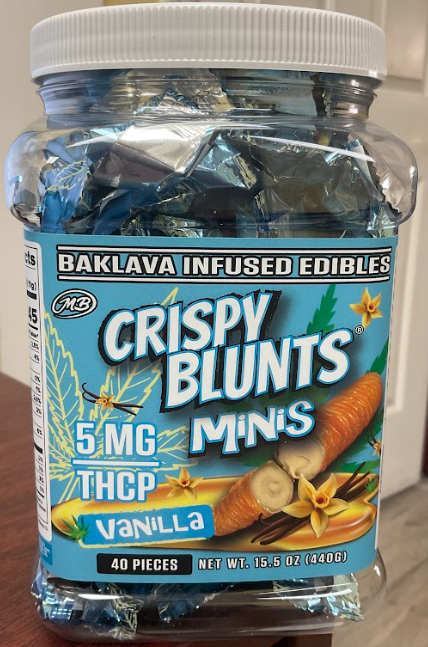 BAKLAVA INFUSED EDIBLES
MB
CRISPY
BLUNTS®
MINIS
5 MG
THCP
VANILLA
40 PIECES NET WT. 15.5 OZ (440G)